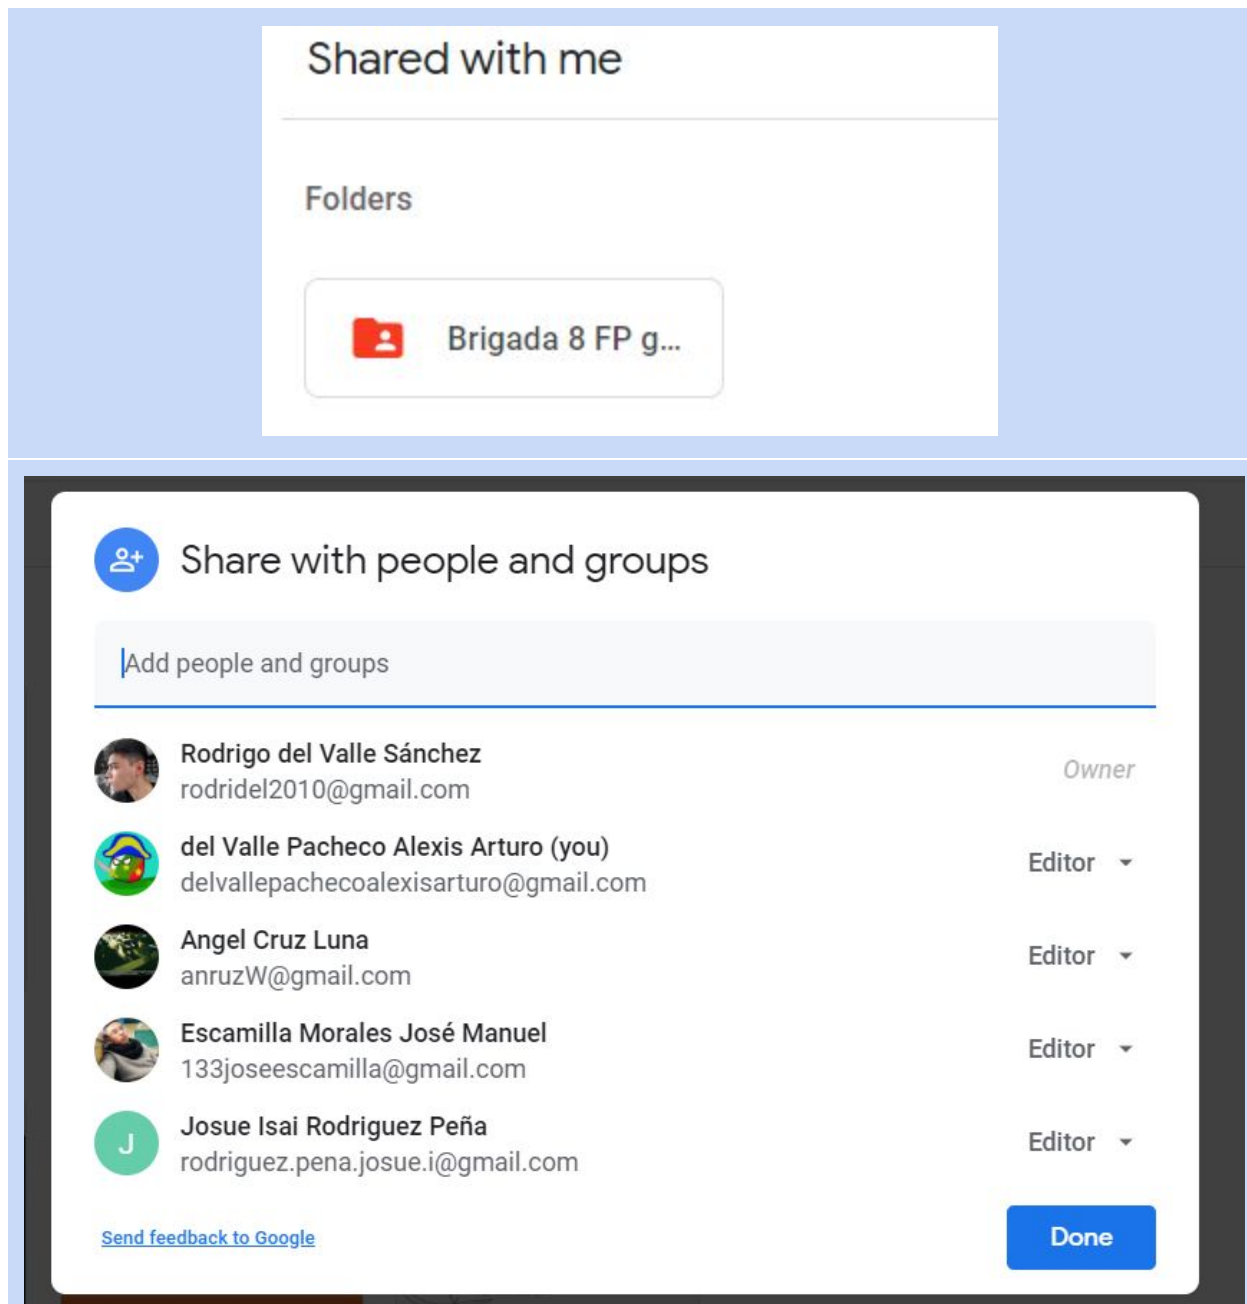 Shared with me
Folders
Brigada 8 FP g...
Share with people and groups
Add people and groups
Rodrigo del Valle Sánchez
Owner
rodridel2010@gmail.com
del Valle Pacheco Alexis Arturo (you)
Editor
delvallepachecoalexisarturo@gmail.com
Angel Cruz Luna
Editor
anruzW@gmail.com
Escamilla Morales José Manuel
Editor
133joseescamilla@gmail.com
J
Josue Isai Rodriguez Peña
Editor
rodriguez.pena.josue.i@gmail.com
Send feedback to Google
Done